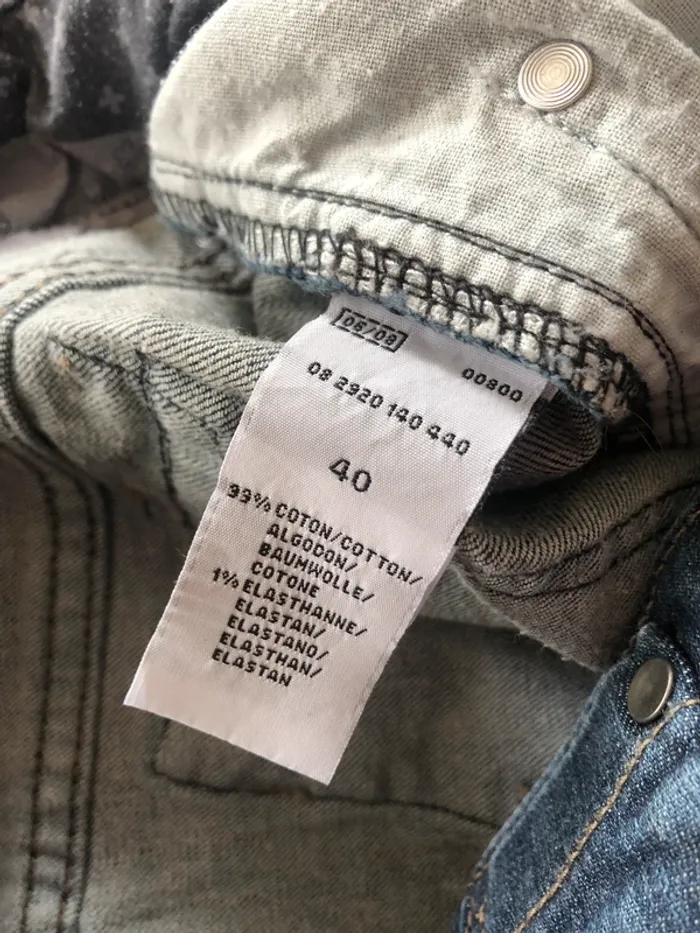 06/08
00800
08 2920 140 440
40
99% COTON/COTTON/
ALGODON/
BAUMWOLLE/
COTONE
1% ELASTHANNE/
ELASTAN/
ELASTANO/
ELASTHAN/
ELASTAN